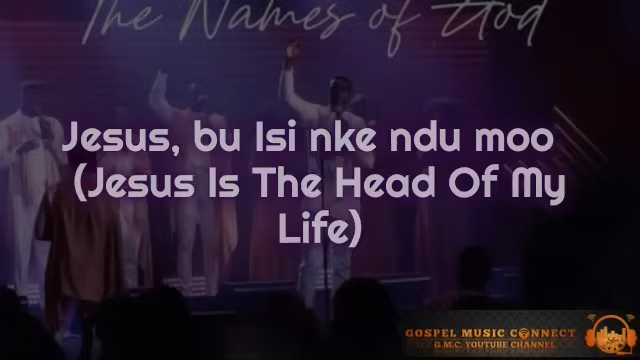 The Names of God
Jesus, bu Isi nke ndu moo
(Jesus Is The Head Of My
Life)
GOSPEL MUSIC CONNECT
G.M.C. YOUTUBE CHANNEL